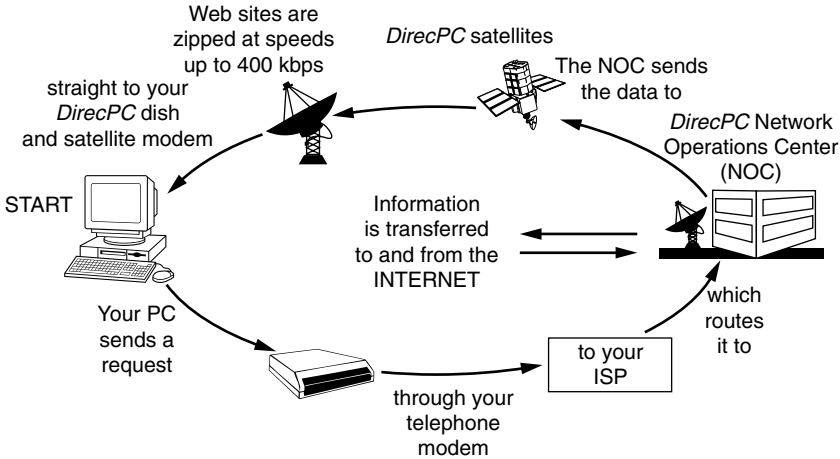 Web sites are
zipped at speeds
up to 400 kbps
DirecPC satellites
The NOC sends
the data to
straight to your
DirecPC dish
and satellite modem
DirecPC Network
Operations Center
(NOC)
START
Information
is transferred
to and from the
INTERNET
Your PC
sends a
request
which
routes
it to
to your
ISP
through your
telephone
modem